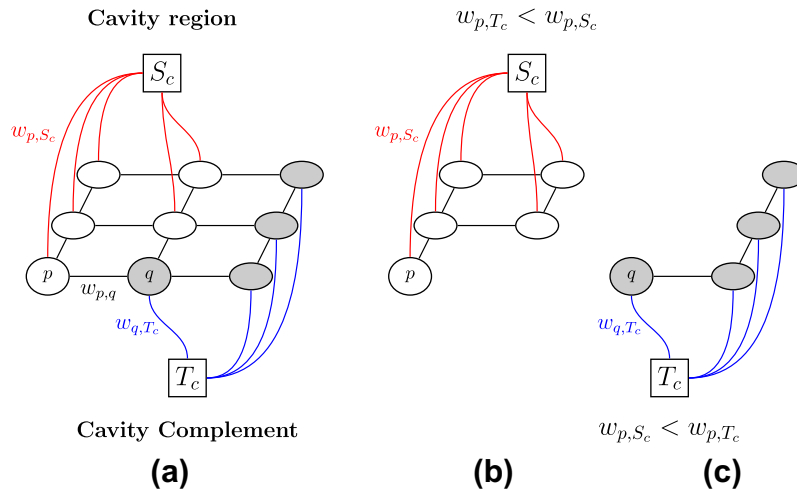 Cavity region
S_c
w_{p,S_c}
p
w_{p,q}
q
w_{q,T_c}
T_c
Cavity Complement
(a)
w_{p,T_c} < w_{p,S_c}
S_c
w_{p,S_c}
p
(b)
q
w_{q,T_c}
T_c
w_{p,S_c} < w_{p,T_c}
(c)